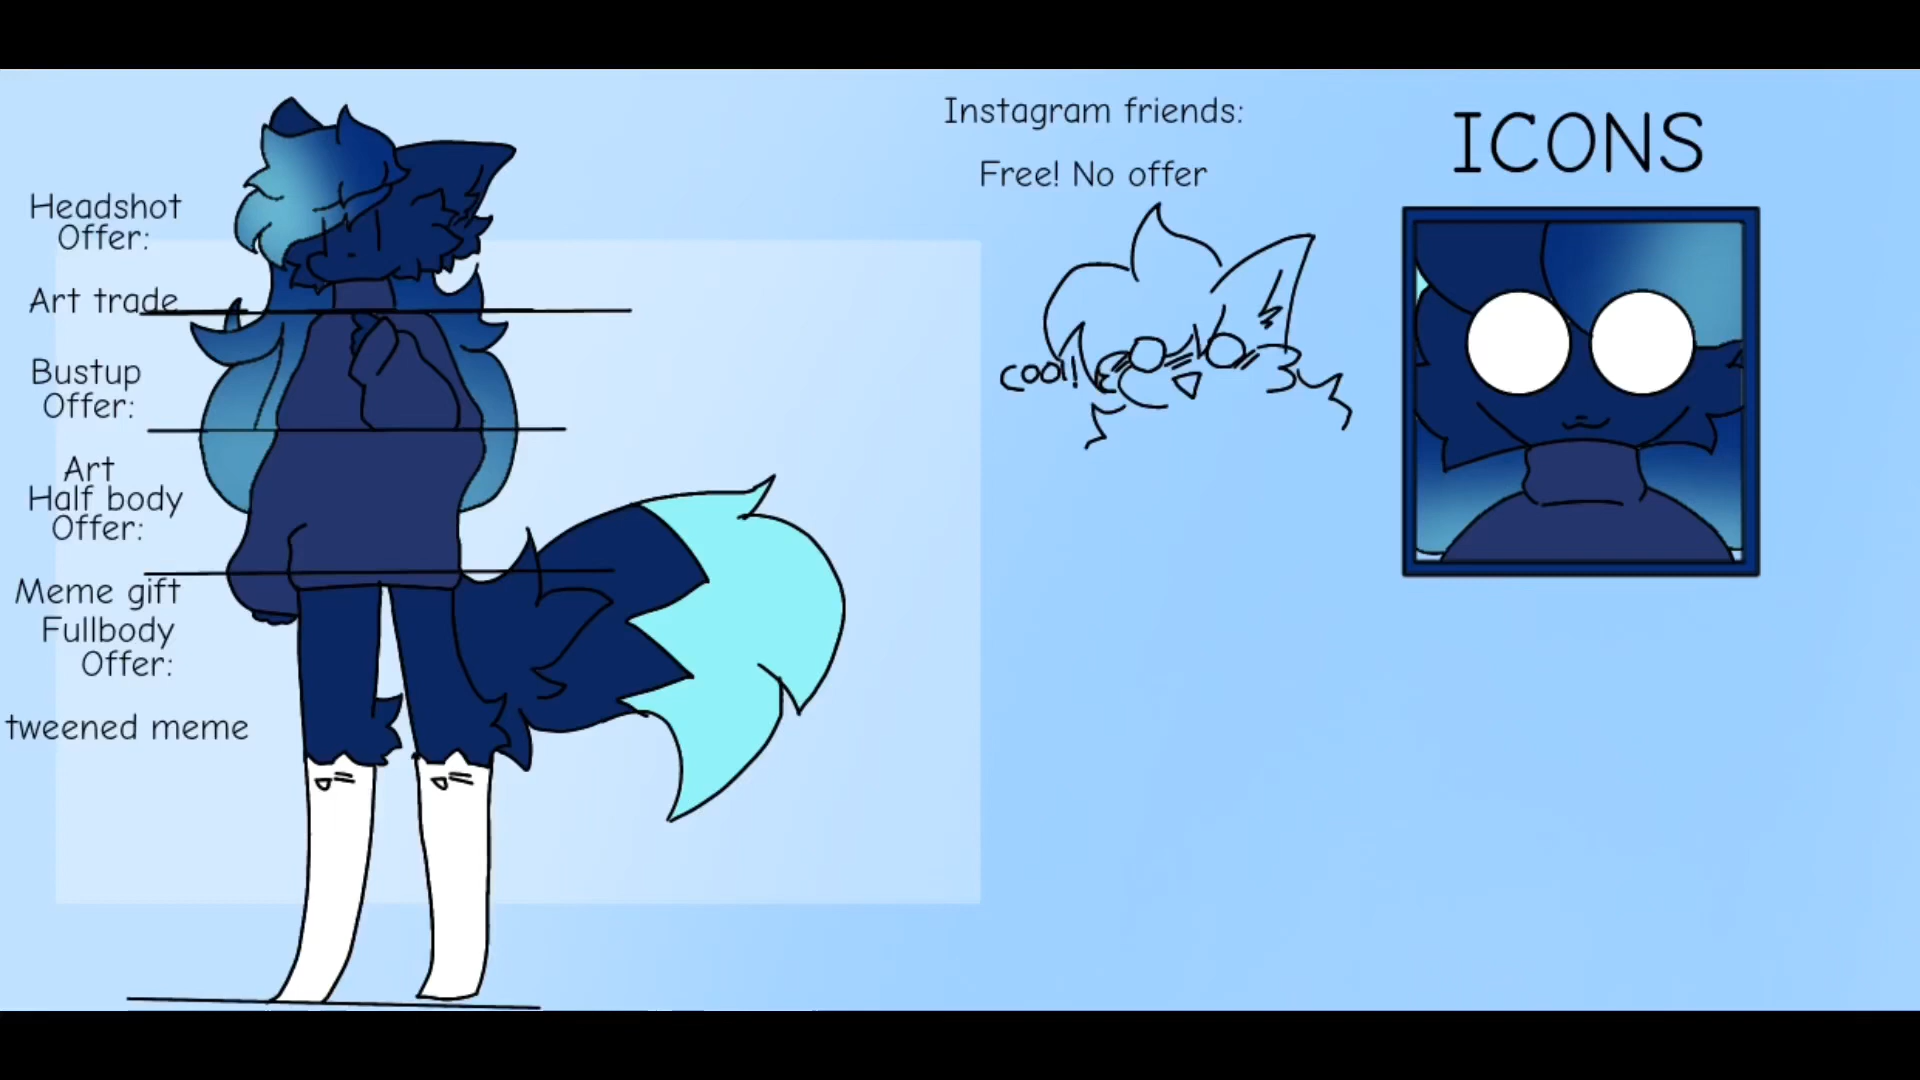 Headshot
Offer:
Art trade
Bustup
Offer:
Art
Half body
Offer:
Meme gift
Fullbody
Offer:
tweened meme
Instagram friends:
Free! No offer
cool!
ICONS